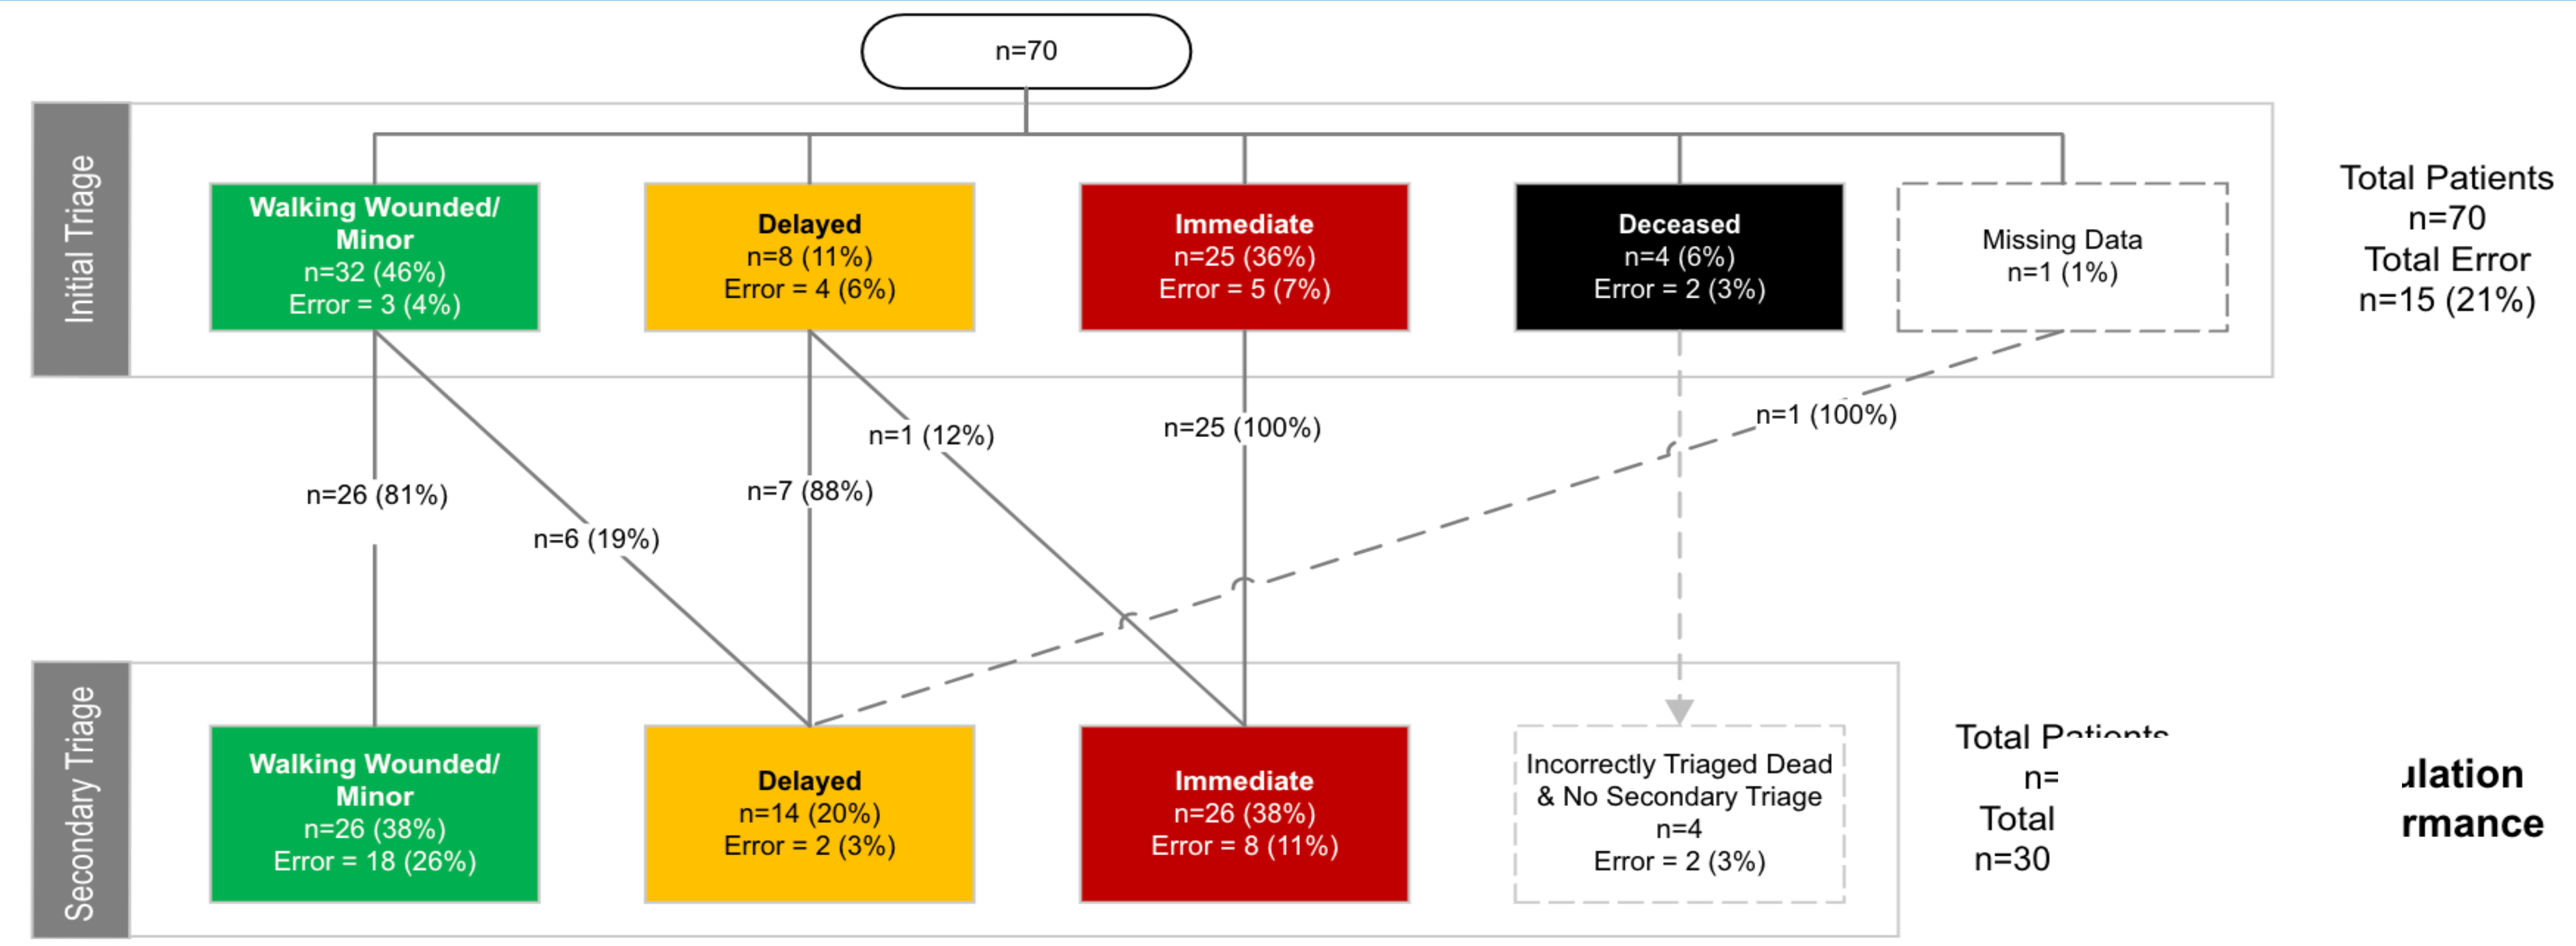 n=70
Initial Triage
Walking Wounded/
Minor
n=32 (46%)
Error = 3 (4%)
Delayed
n=8 (11%)
Error = 4 (6%)
Immediate
n=25 (36%)
Error = 5 (7%)
Deceased
n=4 (6%)
Error = 2 (3%)
Missing Data
n=1 (1%)
Total Patients
n=70
Total Error
n=15 (21%)
n=26 (81%)
n=6 (19%)
n=7 (88%)
n=1 (12%)
n=25 (100%)
n=1 (100%)
Secondary Triage
Walking Wounded/
Minor
n=26 (38%)
Error = 18 (26%)
Delayed
n=14 (20%)
Error = 2 (3%)
Immediate
n=26 (38%)
Error = 8 (11%)
Incorrectly Triaged Dead
& No Secondary Triage
n=4
Error = 2 (3%)
Total Patients
n=
Total
n=30
ulation
rmance